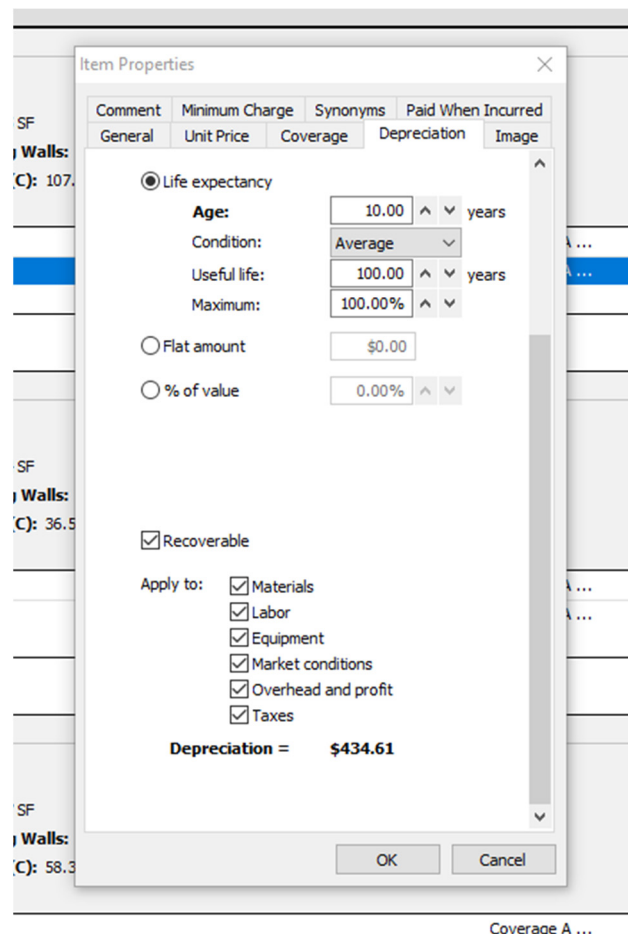 Item Properties
Comment Minimum Charge Synonyms Paid When Incurred
General Unit Price Coverage Depreciation Image
SF
Walls:
(C): 107.
Life expectancy
Age: 10.00 years
Condition: Average
A ...
Useful life: 100.00 years
A ...
Maximum: 100.00%
Flat amount $0.00
% of value 0.00%
SF
Walls:
(C): 36.5
Recoverable
Apply to: Materials
A ...
Labor
A ...
Equipment
Market conditions
Overhead and profit
Taxes
Depreciation = $434.61
SF
Walls:
(C): 58.3
OK Cancel
Coverage A ...